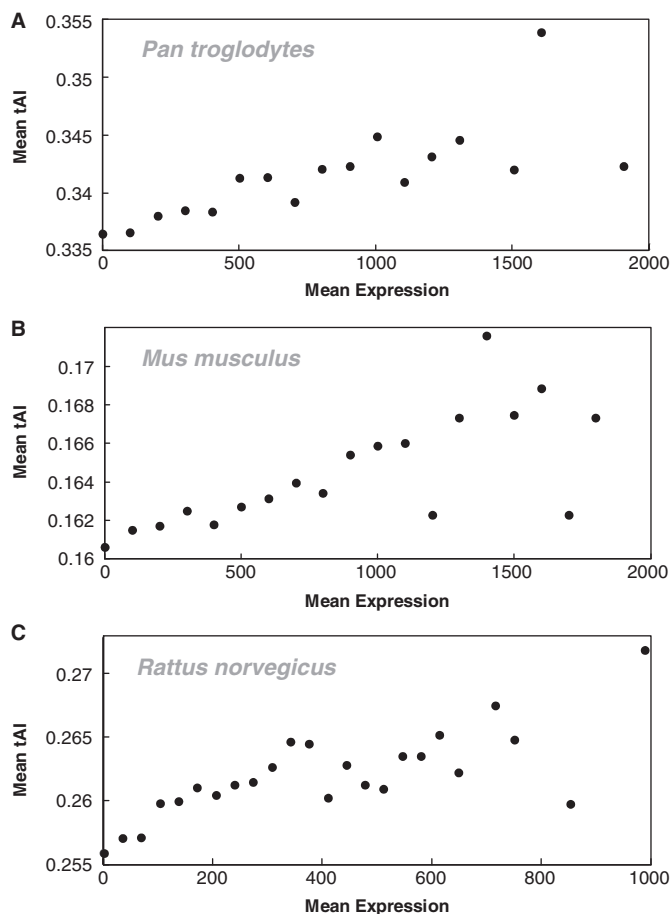 A
Pan troglodytes
0.355
0.35
0.345
0.34
0.335
Mean tAI
0 500 1000 1500 2000
Mean Expression
B
Mus musculus
0.17
0.168
0.166
0.164
0.162
0.16
Mean tAI
0 500 1000 1500 2000
Mean Expression
C
Rattus norvegicus
0.27
0.265
0.26
0.255
Mean tAI
0 200 400 600 800 1000
Mean Expression